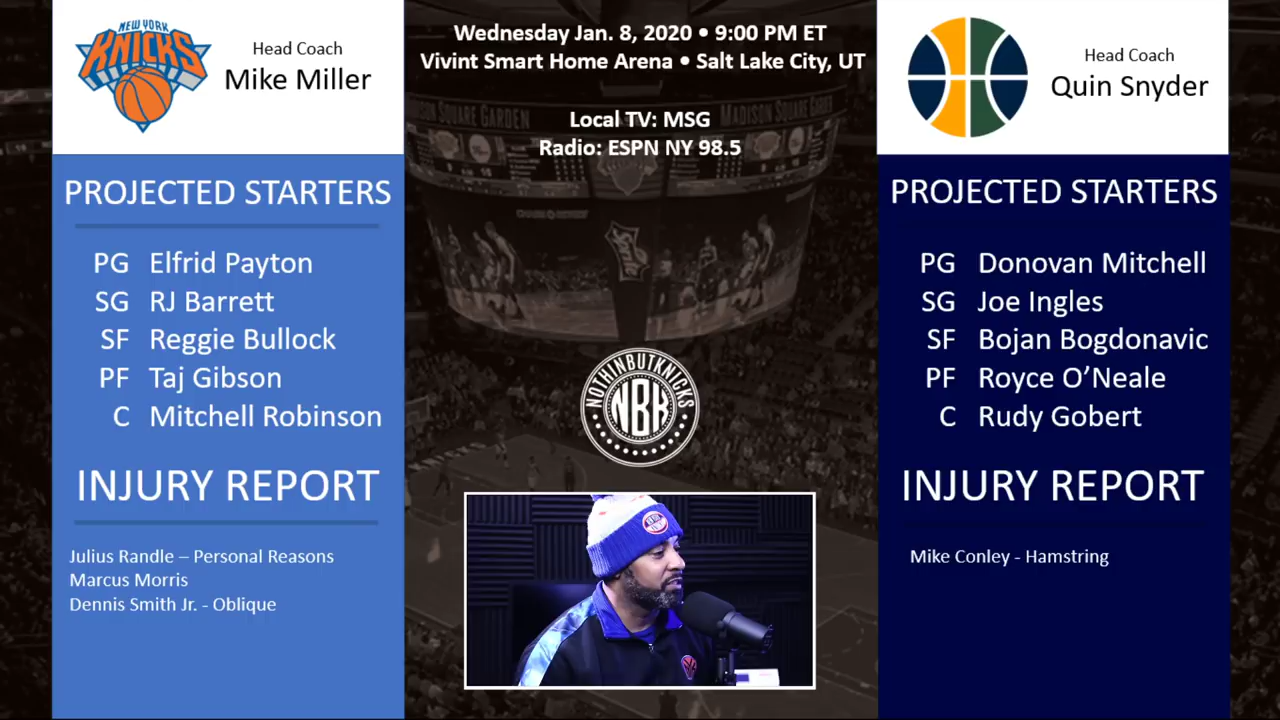 NEW YORK
KNICKS
Head Coach
Mike Miller
PROJECTED STARTERS
PG Elfrid Payton
SG RJ Barrett
SF Reggie Bullock
PF Taj Gibson
C Mitchell Robinson
INJURY REPORT
Julius Randle – Personal Reasons
Marcus Morris
Dennis Smith Jr. - Oblique
Wednesday Jan. 8, 2020 • 9:00 PM ET
Vivint Smart Home Arena • Salt Lake City, UT
MADISON SQUARE GARDEN
Local TV: MSG
Radio: ESPN NY 98.5
NOTHINBUTKNICKS
NBK
Head Coach
Quin Snyder
PROJECTED STARTERS
PG Donovan Mitchell
SG Joe Ingles
SF Bojan Bogdonavic
PF Royce O’Neale
C Rudy Gobert
INJURY REPORT
Mike Conley - Hamstring